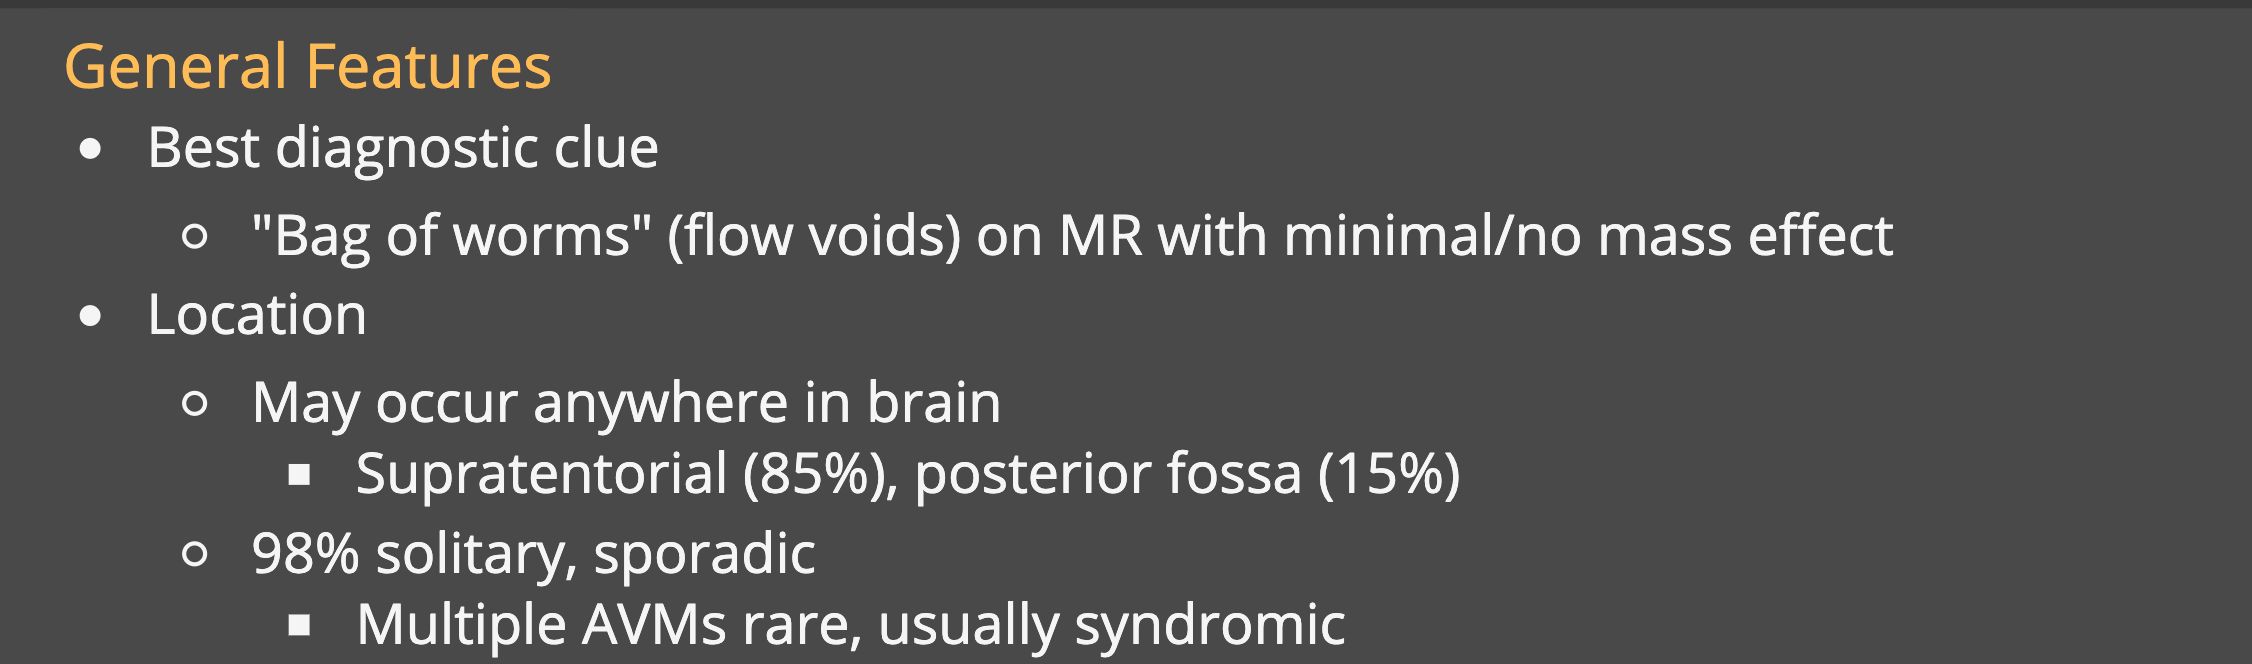 General Features
• Best diagnostic clue
○ "Bag of worms" (flow voids) on MR with minimal/no mass effect
• Location
○ May occur anywhere in brain
▪ Supratentorial (85%), posterior fossa (15%)
○ 98% solitary, sporadic
▪ Multiple AVMs rare, usually syndromic